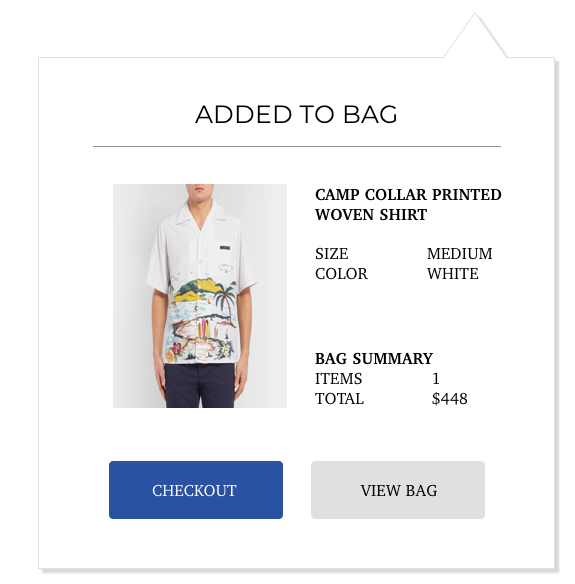 ADDED TO BAG
CAMP COLLAR PRINTED
WOVEN SHIRT
SIZE MEDIUM
COLOR WHITE
BAG SUMMARY
ITEMS 1
TOTAL $448
CHECKOUT
VIEW BAG